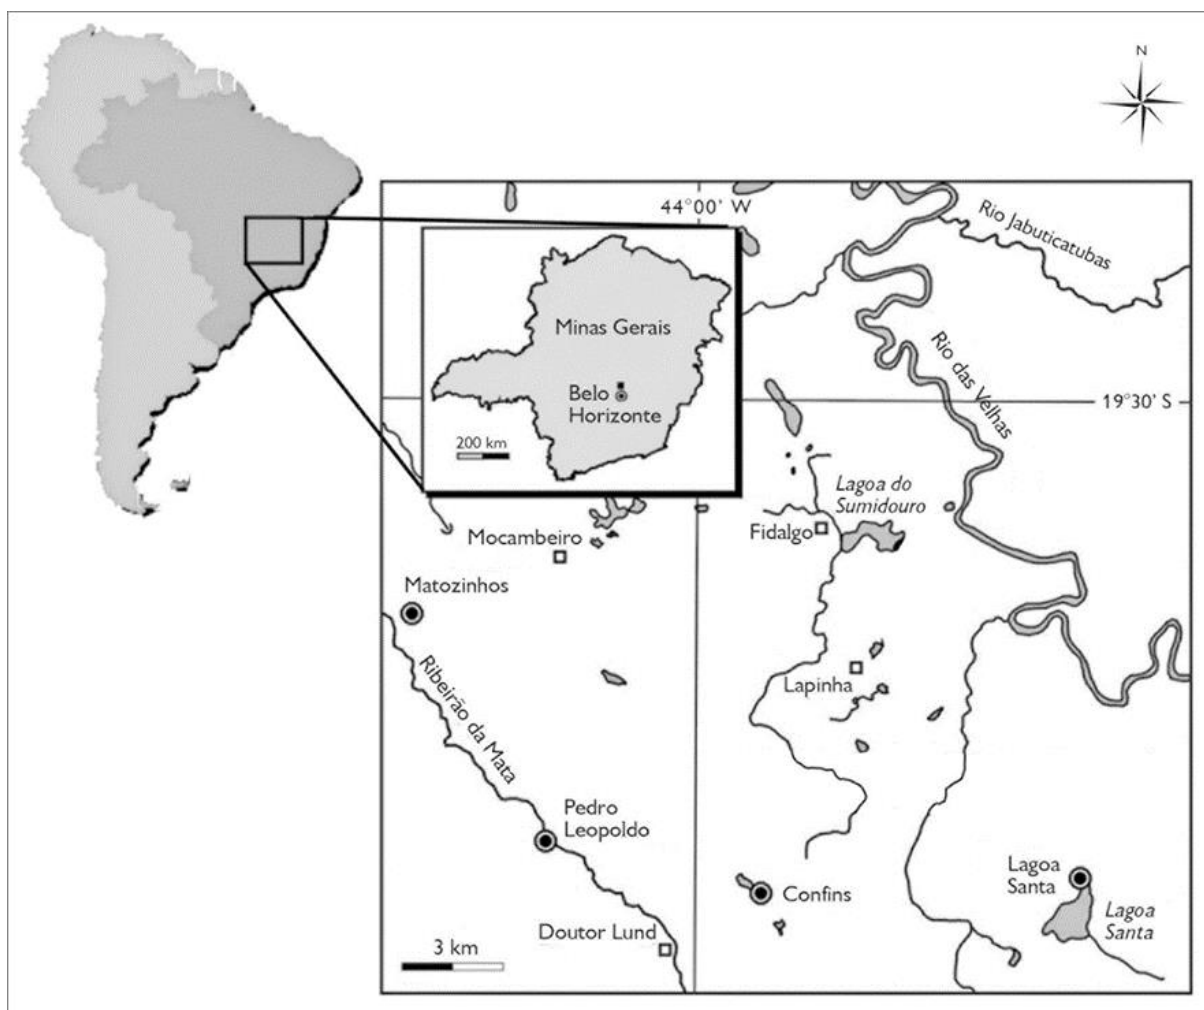 N
44°00' W
Rio Jabuticatubas
Minas Gerais
Rio das Velhas
Belo
Horizonte
19°30' S
200 km
Lagoa do
Sumidouro
Mocambeiro
Fidalgo
Matozinhos
Lapinha
Ribeirão da Mata
Pedro
Leopoldo
Lagoa
Santa
Confins
Lagoa
Santa
Doutor Lund
3 km